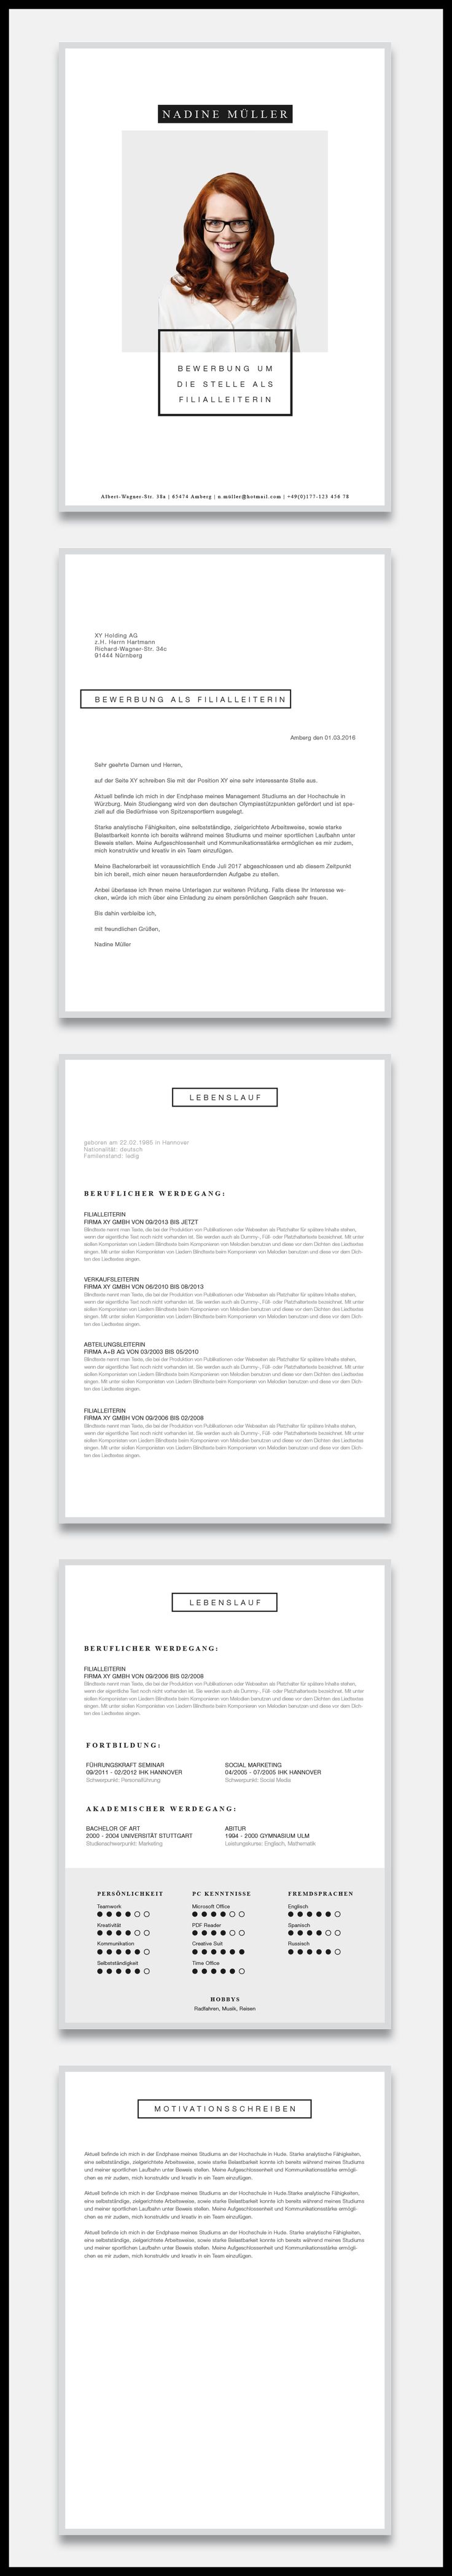 NADINE MÜLLER
BEWERBUNG UM
DIE STELLE ALS
FILIALLEITERIN
Albert-Wagner-Str. 38a | 65474 Amberg | n.müller@hotmail.com | +49(0)177-123 456 78
XY Holding AG
z.H. Herrn Hartmann
Richard-Wagner-Str. 34c
91444 Nürnberg
BEWERBUNG ALS FILIALLEITERIN
Amberg den 01.03.2016
Sehr geehrte Damen und Herren,
auf der Seite XY schreiben Sie mit der Position XY eine sehr interessante Stelle aus.
Aktuell befinde ich mich in der Endphase meines Management Studiums an der Hochschule in
Würzburg. Mein Studiengang wird von den deutschen Olympiastützpunkten gefördert und ist spe-
ziell auf die Bedürfnisse von Spitzensportlern ausgelegt.
Starke analytische Fähigkeiten, eine selbstständige, zielgerichtete Arbeitsweise, sowie starke
Belastbarkeit konnte ich bereits während meines Studiums und meiner sportlichen Laufbahn unter
Beweis stellen. Meine Aufgeschlossenheit und Kommunikationsstärke ermöglichen es mir zudem,
mich konstruktiv und kreativ in ein Team einzufügen.
Meine Bachelorarbeit ist voraussichtlich Ende Juli 2017 abgeschlossen und ab diesem Zeitpunkt
bin ich bereit, mich einer neuen herausfordernden Aufgabe zu stellen.
Anbei überlasse ich Ihnen meine Unterlagen zur weiteren Prüfung. Falls diese Ihr Interesse we-
cken, würde ich mich über eine Einladung zu einem persönlichen Gespräch sehr freuen.
Bis dahin verbleibe ich,
mit freundlichen Grüßen,
Nadine Müller
LEBENSLAUF
geboren am 22.02.1985 in Hannover
Nationalität: deutsch
Familienstand: ledig
BERUFLICHER WERDEGANG:
FILIALLEITERIN
FIRMA XY GMBH VON 09/2013 BIS JETZT
Blindtexte nennt man Texte, die bei der Produktion von Publikationen oder Webseiten als Platzhalter für spätere Inhalte stehen,
wenn der eigentliche Text noch nicht vorhanden ist. Sie werden auch als Dummy-, Füll- oder Platzhaltertexte bezeichnet. Mit unter
sollen Komponisten von Liedern Blindtexte beim Komponieren von Melodien benutzen und diese vor dem Dichten des Liedtextes
singen. Mit unter sollen Komponisten von Liedern Blindtexte beim Komponieren von Melodien benutzen und diese vor dem Dich-
ten des Liedtextes singen.
VERKAUFSLEITERIN
FIRMA XY GMBH VON 06/2010 BIS 08/2013
Blindtexte nennt man Texte, die bei der Produktion von Publikationen oder Webseiten als Platzhalter für spätere Inhalte stehen,
wenn der eigentliche Text noch nicht vorhanden ist. Sie werden auch als Dummy-, Füll- oder Platzhaltertexte bezeichnet. Mit unter
sollen Komponisten von Liedern Blindtexte beim Komponieren von Melodien benutzen und diese vor dem Dichten des Liedtextes
singen. Mit unter sollen Komponisten von Liedern Blindtexte beim Komponieren von Melodien benutzen und diese vor dem Dich-
ten des Liedtextes singen.
ABTEILUNGSLEITERIN
FIRMA A+B AG VON 03/2003 BIS 05/2010
Blindtexte nennt man Texte, die bei der Produktion von Publikationen oder Webseiten als Platzhalter für spätere Inhalte stehen,
wenn der eigentliche Text noch nicht vorhanden ist. Sie werden auch als Dummy-, Füll- oder Platzhaltertexte bezeichnet. Mit unter
sollen Komponisten von Liedern Blindtexte beim Komponieren von Melodien benutzen und diese vor dem Dichten des Liedtextes
singen. Mit unter sollen Komponisten von Liedern Blindtexte beim Komponieren von Melodien benutzen und diese vor dem Dich-
ten des Liedtextes singen.
FILIALLEITERIN
FIRMA XY GMBH VON 09/2006 BIS 02/2008
Blindtexte nennt man Texte, die bei der Produktion von Publikationen oder Webseiten als Platzhalter für spätere Inhalte stehen,
wenn der eigentliche Text noch nicht vorhanden ist. Sie werden auch als Dummy-, Füll- oder Platzhaltertexte bezeichnet. Mit unter
sollen Komponisten von Liedern Blindtexte beim Komponieren von Melodien benutzen und diese vor dem Dichten des Liedtextes
singen. Mit unter sollen Komponisten von Liedern Blindtexte beim Komponieren von Melodien benutzen und diese vor dem Dich-
ten des Liedtextes singen.
LEBENSLAUF
BERUFLICHER WERDEGANG:
FILIALLEITERIN
FIRMA XY GMBH VON 09/2006 BIS 02/2008
Blindtexte nennt man Texte, die bei der Produktion von Publikationen oder Webseiten als Platzhalter für spätere Inhalte stehen,
wenn der eigentliche Text noch nicht vorhanden ist. Sie werden auch als Dummy-, Füll- oder Platzhaltertexte bezeichnet. Mit unter
sollen Komponisten von Liedern Blindtexte beim Komponieren von Melodien benutzen und diese vor dem Dichten des Liedtextes
singen. Mit unter sollen Komponisten von Liedern Blindtexte beim Komponieren von Melodien benutzen und diese vor dem Dich-
ten des Liedtextes singen.
FORTBILDUNG:
FÜHRUNGSKRAFT SEMINAR
09/2011 - 02/2012 IHK HANNOVER
Schwerpunkt: Personalführung
SOCIAL MARKETING
04/2005 - 07/2005 IHK HANNOVER
Schwerpunkt: Social Media
AKADEMISCHER WERDEGANG:
BACHELOR OF ART
2000 - 2004 UNIVERSITÄT STUTTGART
Studienschwerpunkt: Marketing
ABITUR
1994 - 2000 GYMNASIUM ULM
Leistungskurse: Englisch, Mathematik
PERSÖNLICHKEIT
Teamwork
Kreativität
Kommunikation
Selbstständigkeit
PC KENNTNISSE
Microsoft Office
PDF Reader
Creative Suit
Time Office
FREMDSPRACHEN
Englisch
Spanisch
Russisch
HOBBYS
Radfahren, Musik, Reisen
MOTIVATIONSSCHREIBEN
Aktuell befinde ich mich in der Endphase meines Studiums an der Hochschule in Hude. Starke analytische Fähigkeiten,
eine selbstständige, zielgerichtete Arbeitsweise, sowie starke Belastbarkeit konnte ich bereits während meines Studiums
und meiner sportlichen Laufbahn unter Beweis stellen. Meine Aufgeschlossenheit und Kommunikationsstärke ermögli-
chen es mir zudem, mich konstruktiv und kreativ in ein Team einzufügen.
Aktuell befinde ich mich in der Endphase meines Studiums an der Hochschule in Hude.Starke analytische Fähigkeiten,
eine selbstständige, zielgerichtete Arbeitsweise, sowie starke Belastbarkeit konnte ich bereits während meines Studiums
und meiner sportlichen Laufbahn unter Beweis stellen. Meine Aufgeschlossenheit und Kommunikationsstärke ermögli-
chen es mir zudem, mich konstruktiv und kreativ in ein Team einzufügen.
Aktuell befinde ich mich in der Endphase meines Studiums an der Hochschule in Hude. Starke analytische Fähigkeiten,
eine selbstständige, zielgerichtete Arbeitsweise, sowie starke Belastbarkeit konnte ich bereits während meines Studiums
und meiner sportlichen Laufbahn unter Beweis stellen. Meine Aufgeschlossenheit und Kommunikationsstärke ermögli-
chen es mir zudem, mich konstruktiv und kreativ in ein Team einzufügen.